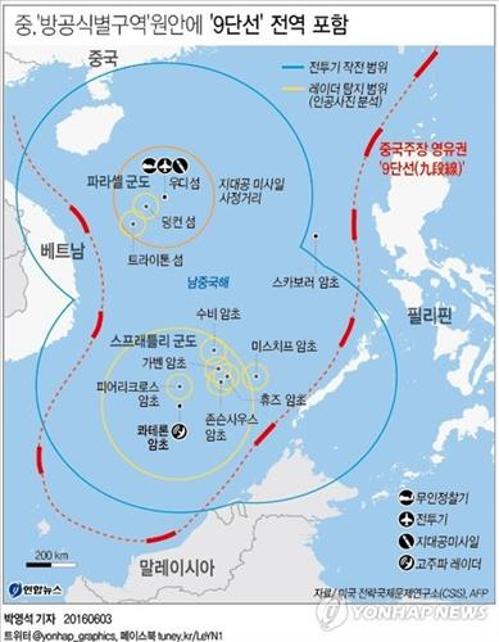 중,'방공식별구역'원안에 '9단선' 전역 포함
중국
전투기 작전 범위
레이더 탐지 범위
(인공사진 분석)
중국주장 영유권
'9단선(九段線)'
파라셀 군도
우디섬
지대공 미사일
사정거리
덩컨 섬
트라이톤 섬
베트남
남중국해
스카보러 암초
필리핀
수비 암초
스프래틀리 군도
가벤 암초
미스치프 암초
피어리크로스
암초
휴즈 암초
존슨사우스
암초
콰테론
암초
말레이시아
200 km
무인정찰기
전투기
지대공미사일
고주파 레이더
연합뉴스
자료/ 미국 전략국제문제연구소(CSIS), AFP
박영석 기자 20160603
트위터 @yonhap_graphics, 페이스북 tuney.kr/LeYN1
YONHAP NEWS